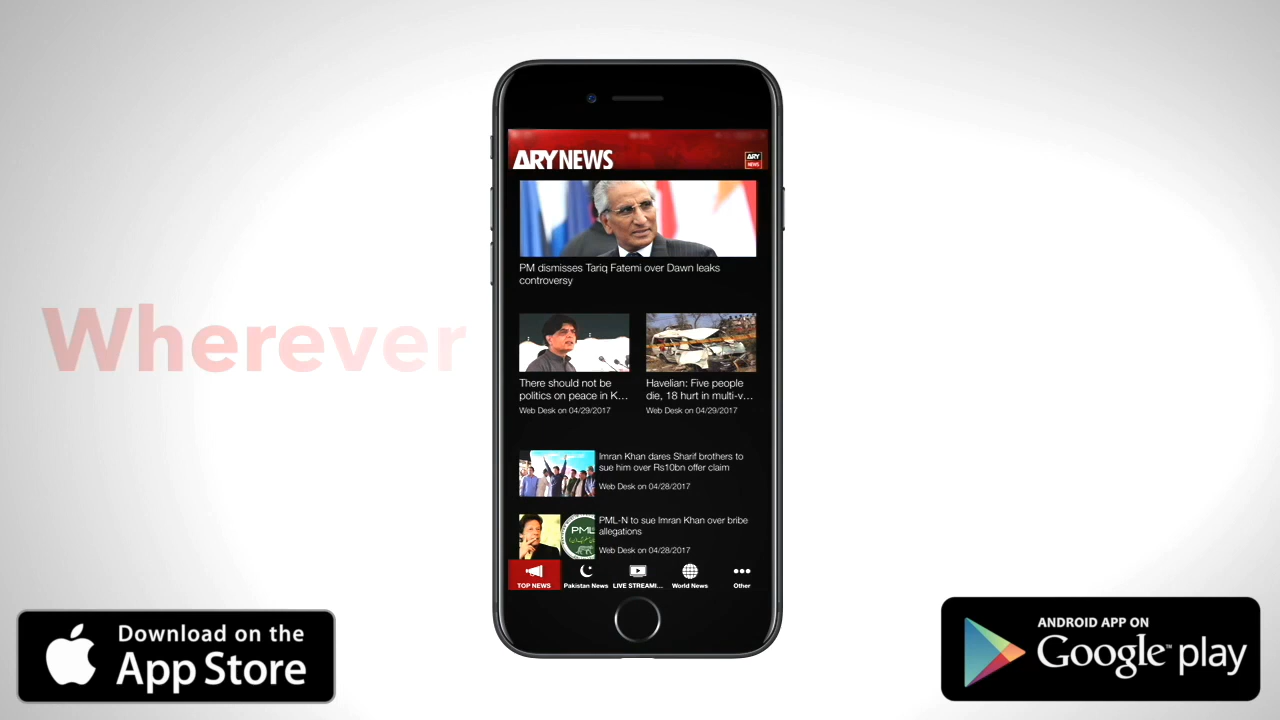 ARY NEWS
ARY
NEWS
PM dismisses Tariq Fatemi over Dawn leaks
controversy
Wherever
There should not be
politics on peace in K...
Web Desk on 04/29/2017
Havelian: Five people
die, 18 hurt in multi-v...
Web Desk on 04/29/2017
Imran Khan dares Sharif brothers to
sue him over Rs10bn offer claim
Web Desk on 04/28/2017
PML-N to sue Imran Khan over bribe
allegations
Web Desk on 04/28/2017
PML
TOP NEWS
Pakistan News
LIVE STREAMI...
World News
Other
Download on the
App Store
ANDROID APP ON
Google play